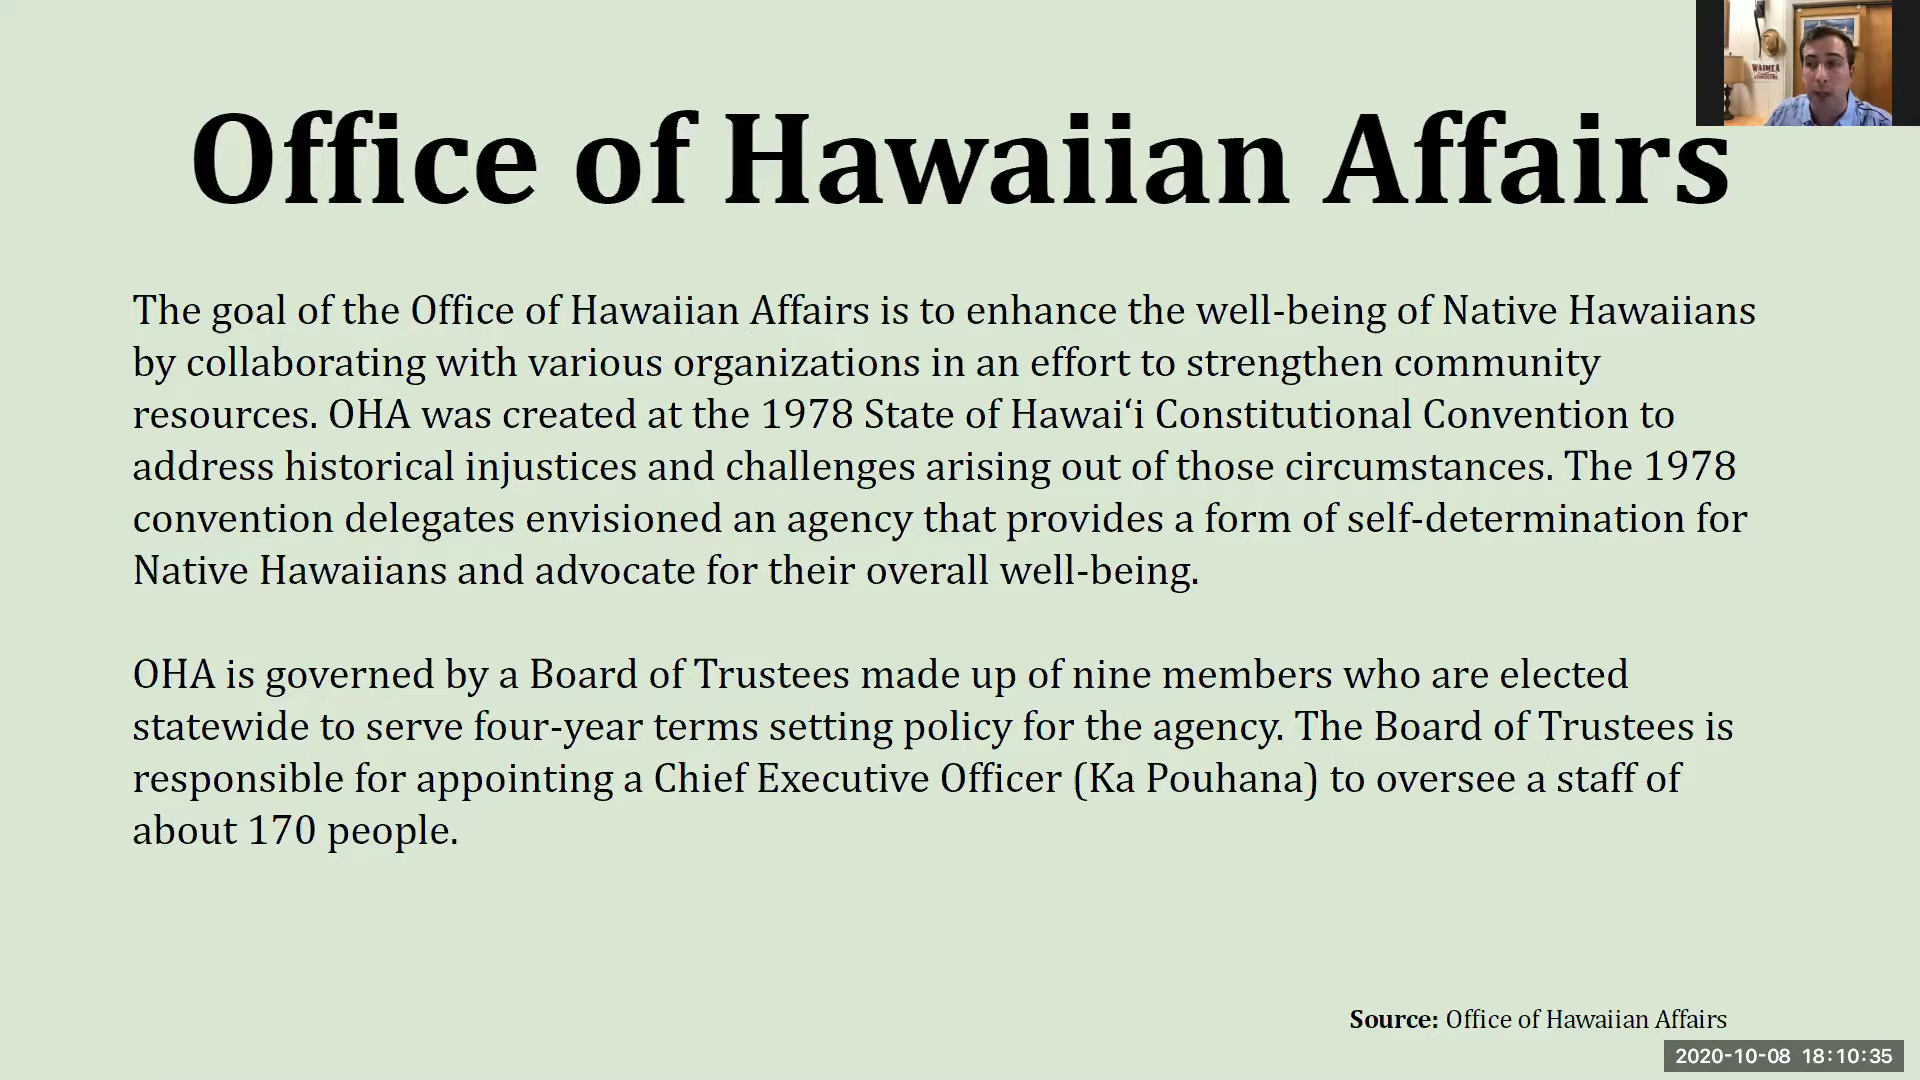 WAIMEA
Office of Hawaiian Affairs
The goal of the Office of Hawaiian Affairs is to enhance the well-being of Native Hawaiians
by collaborating with various organizations in an effort to strengthen community
resources. OHA was created at the 1978 State of Hawaiʻi Constitutional Convention to
address historical injustices and challenges arising out of those circumstances. The 1978
convention delegates envisioned an agency that provides a form of self-determination for
Native Hawaiians and advocate for their overall well-being.
OHA is governed by a Board of Trustees made up of nine members who are elected
statewide to serve four-year terms setting policy for the agency. The Board of Trustees is
responsible for appointing a Chief Executive Officer (Ka Pouhana) to oversee a staff of
about 170 people.
Source: Office of Hawaiian Affairs
2020-10-08 18:10:35